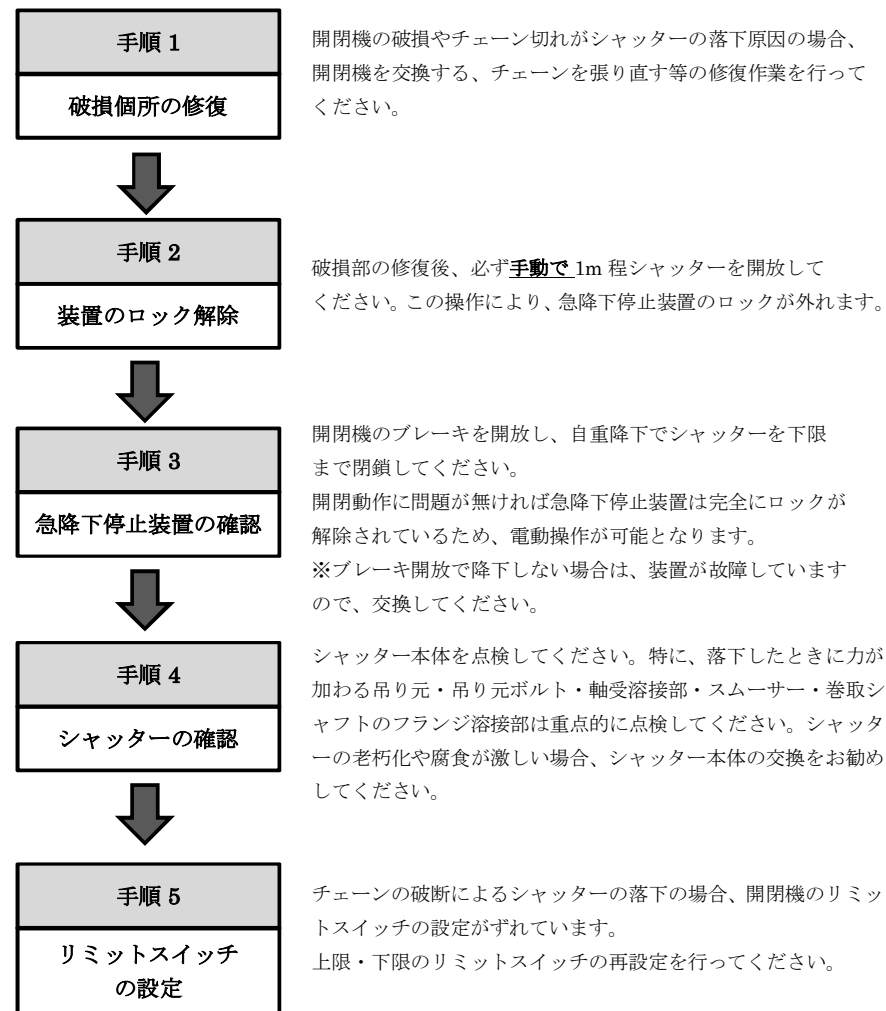 手順 1
破損個所の修復
開閉機の破損やチェーン切れがシャッターの落下原因の場合、
開閉機を交換する、チェーンを張り直す等の修復作業を行って
ください。
手順 2
装置のロック解除
破損部の修復後、必ず手動で 1m 程シャッターを開放して
ください。この操作により、急降下停止装置のロックが外れます。
手順 3
急降下停止装置の確認
開閉機のブレーキを開放し、自重降下でシャッターを下限
まで閉鎖してください。
開閉動作に問題が無ければ急降下停止装置は完全にロックが
解除されているため、電動操作が可能となります。
※ブレーキ開放で降下しない場合は、装置が故障しています
ので、交換してください。
手順 4
シャッターの確認
シャッター本体を点検してください。特に、落下したときに力が
加わる吊り元・吊り元ボルト・軸受溶接部・スムーサー・巻取シ
ャフトのフランジ溶接部は重点的に点検してください。シャッタ
ーの老朽化や腐食が激しい場合、シャッター本体の交換をお勧め
してください。
手順 5
リミットスイッチ
の設定
チェーンの破断によるシャッターの落下の場合、開閉機のリミッ
トスイッチの設定がずれています。
上限・下限のリミットスイッチの再設定を行ってください。